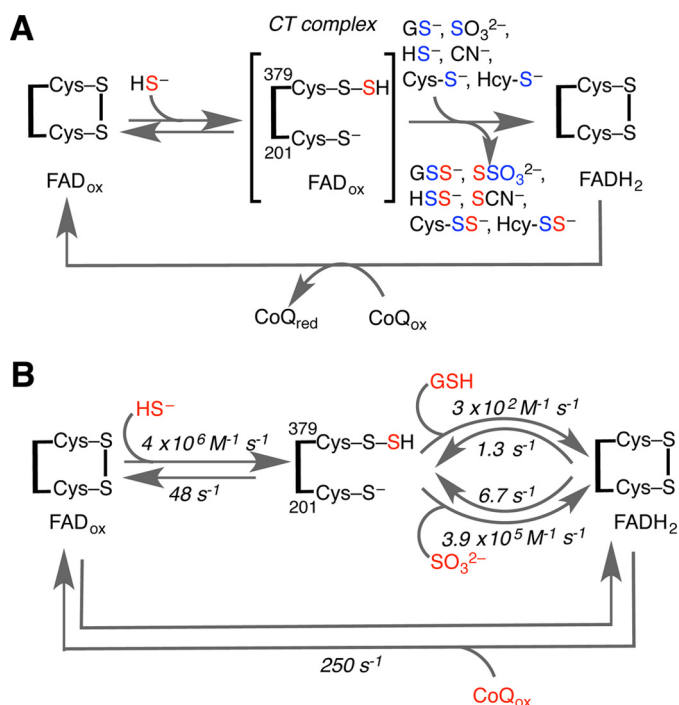 A
CT complex
GS⁻, SO₃²⁻,
HS⁻, CN⁻,
Cys-S⁻, Hcy-S⁻
379
Cys–S
HS⁻
Cys–S–SH
Cys–S
Cys–S
Cys–S⁻
Cys–S
201
FADox
FADox
FADH₂
GSS⁻, SSO₃²⁻,
HSS⁻, SCN⁻,
Cys-SS⁻, Hcy-SS⁻
CoQred
CoQox
B
HS⁻
GSH
3 x10² M⁻¹ s⁻¹
379
4 x10⁶ M⁻¹ s⁻¹
Cys–S
Cys–S–SH
1.3 s⁻¹
Cys–S
48 s⁻¹
Cys–S
Cys–S⁻
6.7 s⁻¹
Cys–S
201
FADox
3.9 x10⁵ M⁻¹ s⁻¹
FADH₂
SO₃²⁻
250 s⁻¹
CoQox